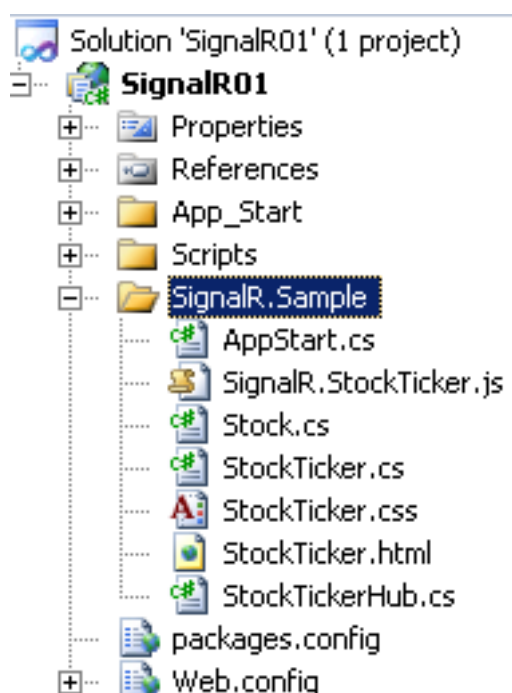 Solution 'SignalR01' (1 project)
SignalR01
Properties
References
App_Start
Scripts
SignalR.Sample
AppStart.cs
SignalR.StockTicker.js
Stock.cs
StockTicker.cs
StockTicker.css
StockTicker.html
StockTickerHub.cs
packages.config
Web.config